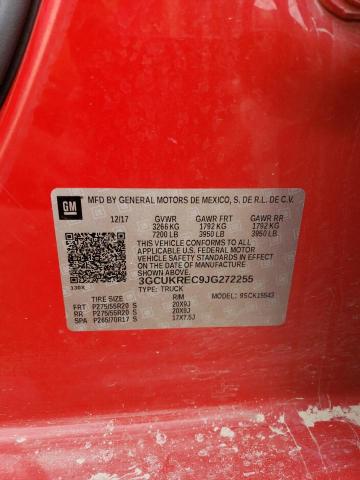 GM
MFD BY GENERAL MOTORS DE MEXICO, S. DE R.L. DE C.V.
12/17 GVWR GAWR FRT GAWR RR
3266 KG 1792 KG 1792 KG
7200 LB 3950 LB 3950 LB
THIS VEHICLE CONFORMS TO ALL
APPLICABLE U.S. FEDERAL MOTOR
VEHICLE SAFETY STANDARDS IN EFFECT
ON THE DATE OF MANUFACTURE SHOWN ABOVE.
3GCUKREC9JG272255
TYPE: TRUCK
TIRE SIZE RIM MODEL: 9SCK15543
FRT P275/55R20 S 20X9J
RR P275/55R20 S 20X9J
SPA P265/70R17 S 17X7.5J